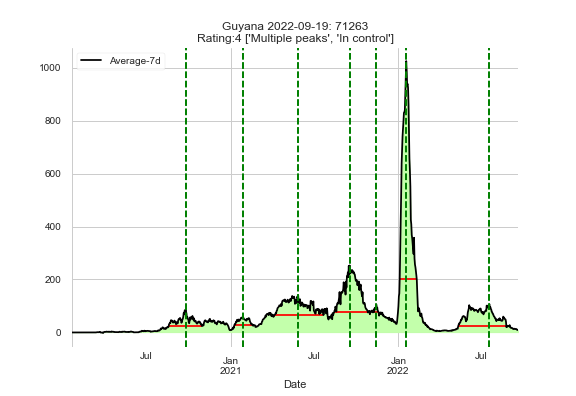 Guyana 2022-09-19: 71263
Rating:4 ['Multiple peaks', 'In control']
Average-7d
1000
800
600
400
200
0
Jul
Jan
2021
Jul
Jan
2022
Jul
Date